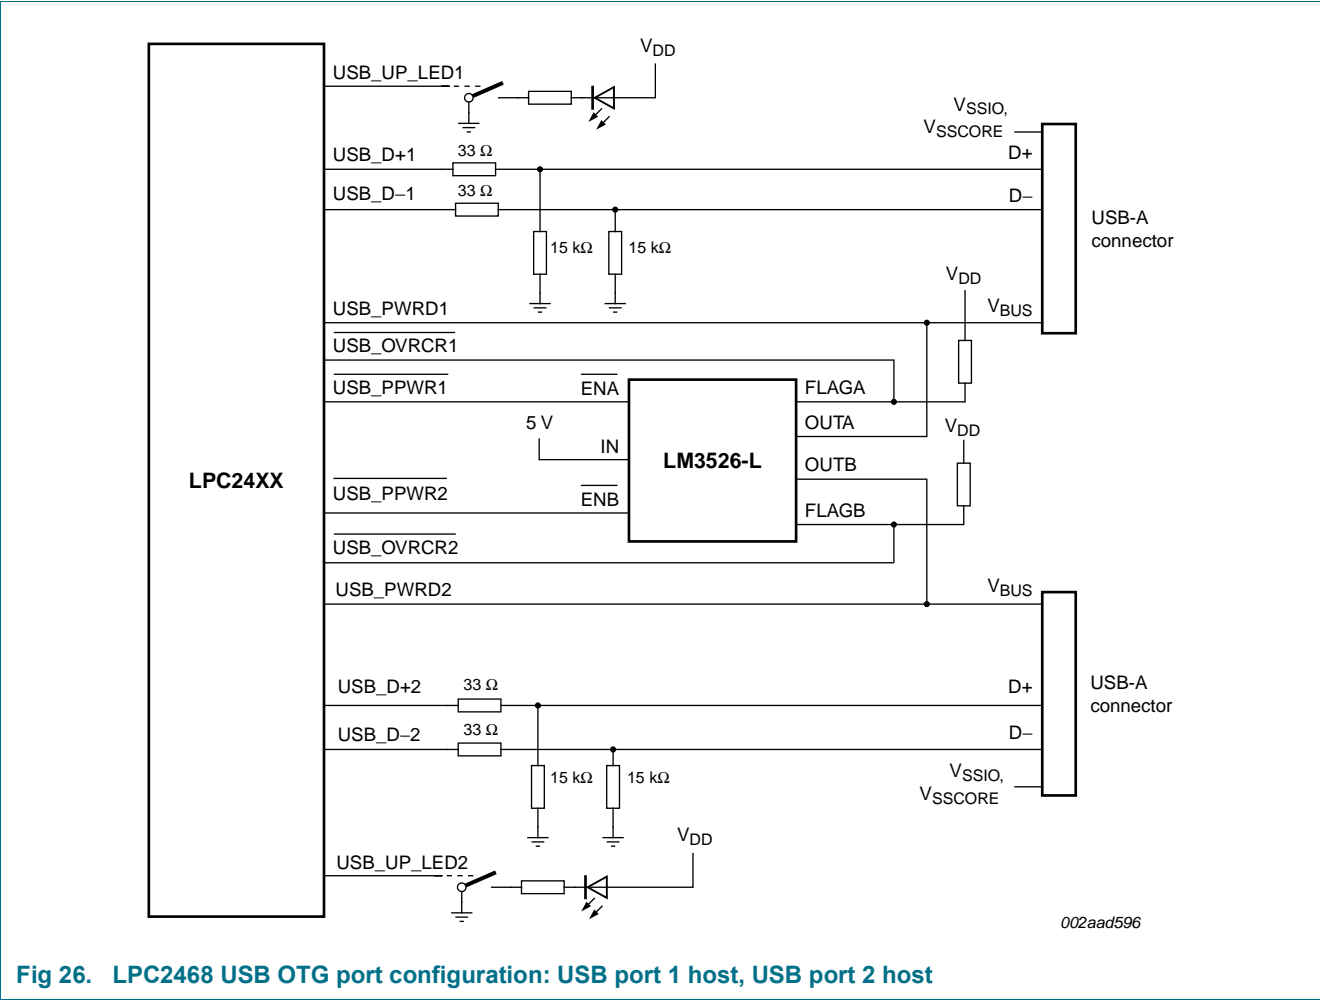 USB_UP_LED1
VDD
VSSIO,
VSSCORE
USB_D+1
33 Ω
D+
USB_D−1
33 Ω
D−
USB-A
connector
15 kΩ
15 kΩ
VDD
USB_PWRD1
VBUS
USB_OVRCR1
USB_PPWR1
ENA
FLAGA
5 V
OUTA
VDD
IN
LM3526-L
LPC24XX
OUTB
USB_PPWR2
ENB
FLAGB
USB_OVRCR2
USB_PWRD2
VBUS
USB_D+2
33 Ω
D+
USB-A
connector
USB_D−2
33 Ω
D−
15 kΩ
15 kΩ
VSSIO,
VSSCORE
VDD
USB_UP_LED2
002aad596
Fig 26. LPC2468 USB OTG port configuration: USB port 1 host, USB port 2 host